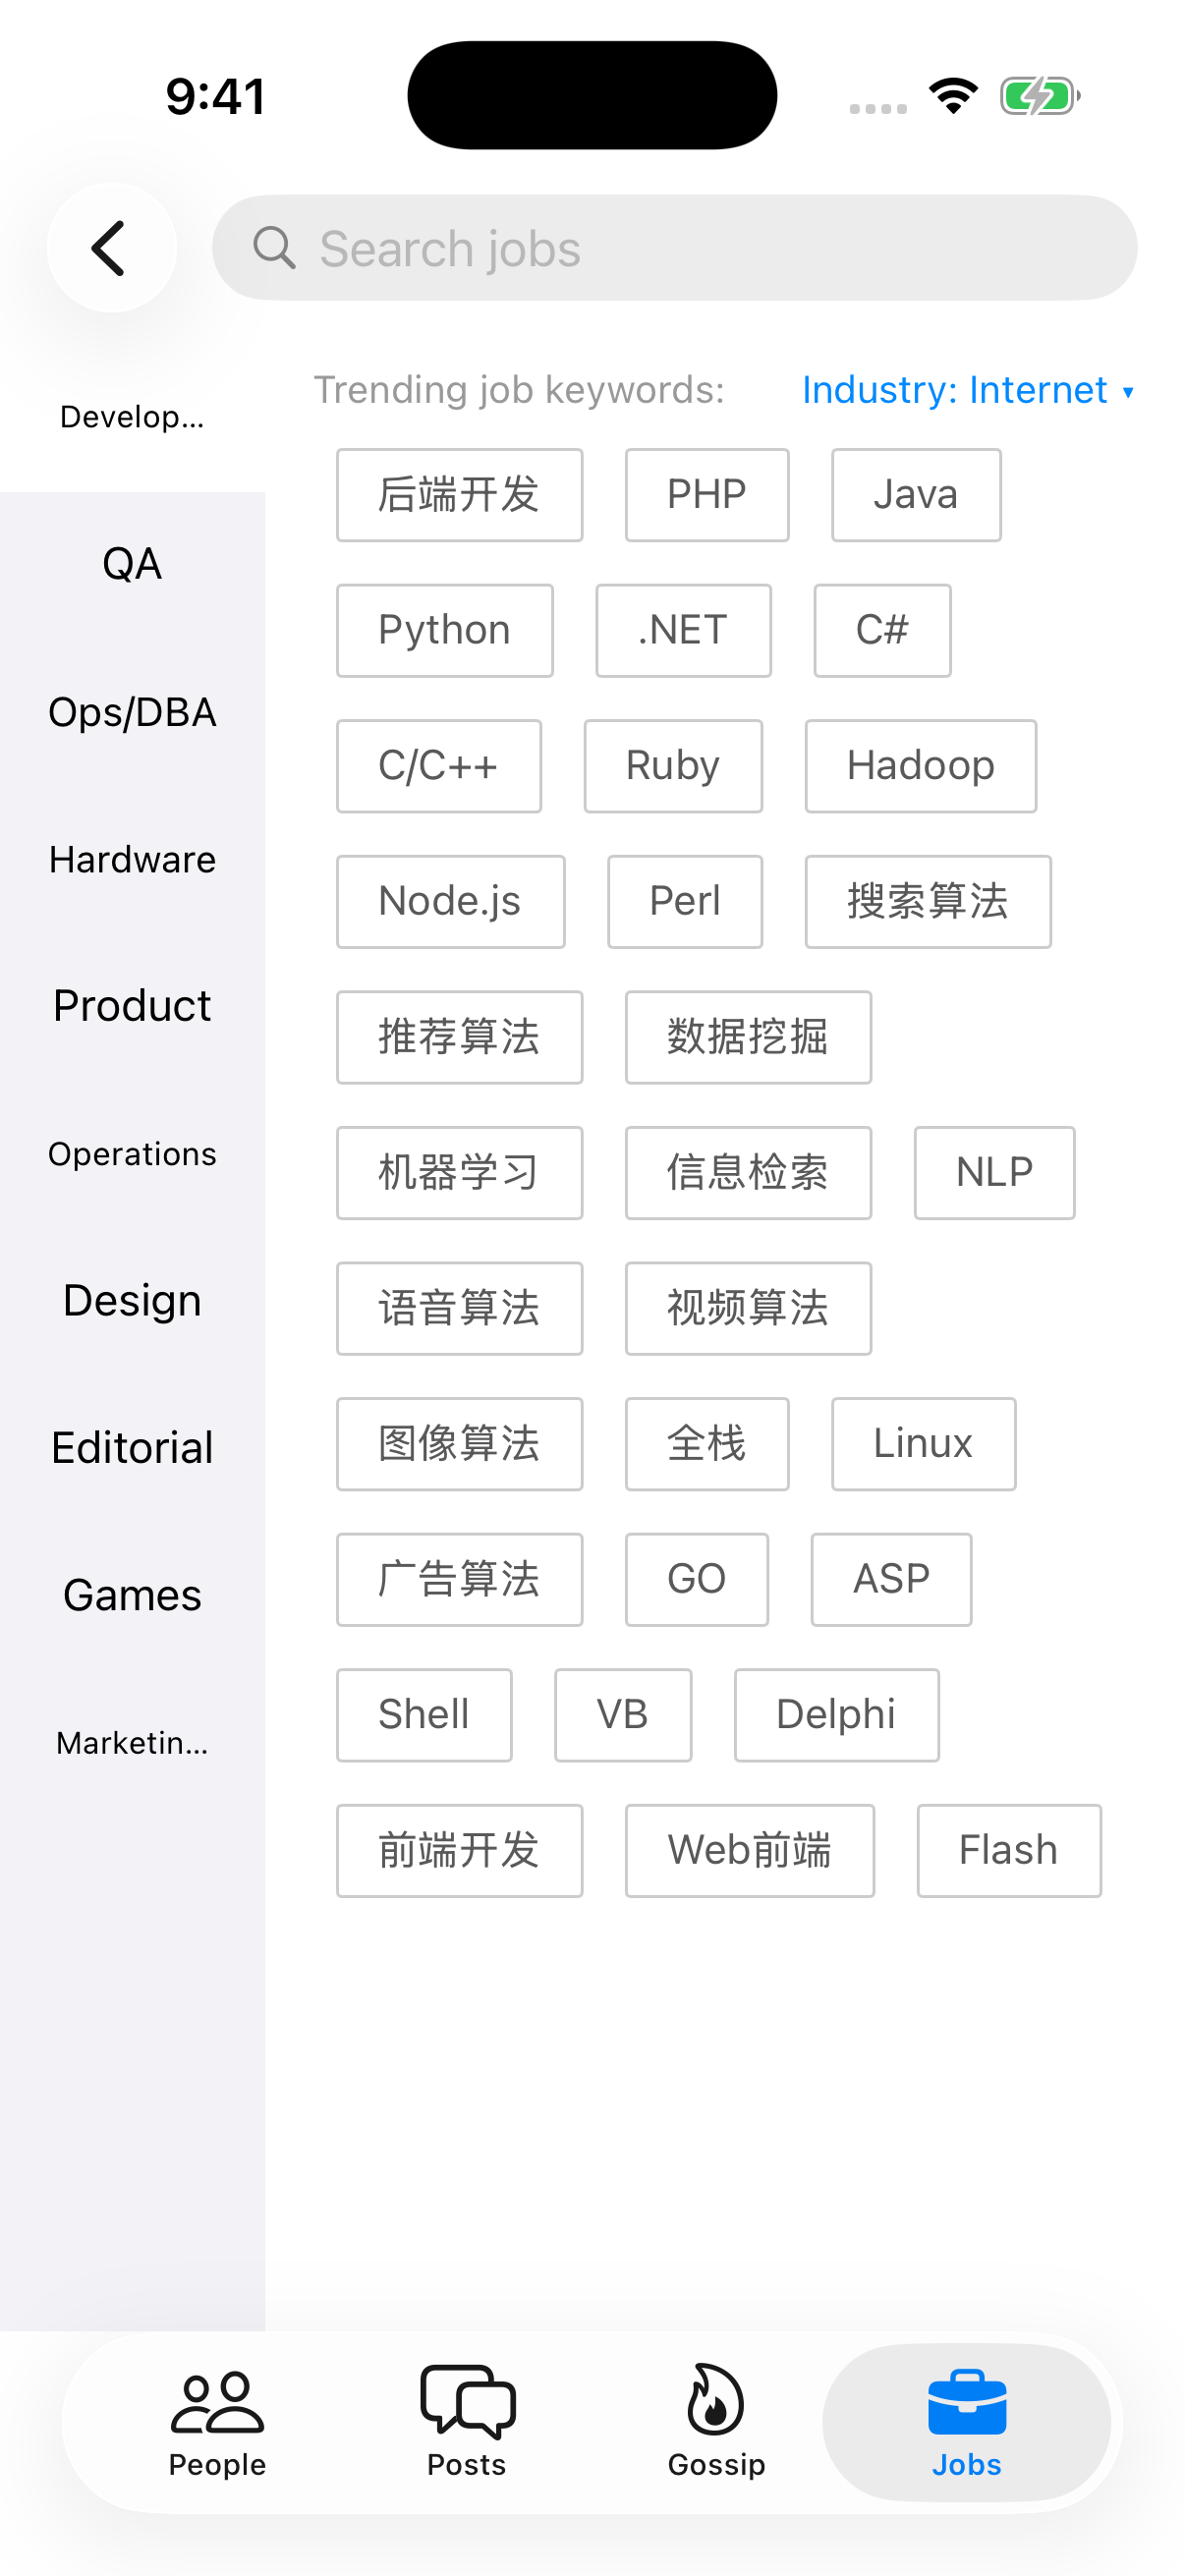 9:41
Search jobs
Trending job keywords:
Industry: Internet ▾
Develop...
QA
Ops/DBA
Hardware
Product
Operations
Design
Editorial
Games
Marketin...
后端开发 PHP Java
Python .NET C#
C/C++ Ruby Hadoop
Node.js Perl 搜索算法
推荐算法 数据挖掘
机器学习 信息检索 NLP
语音算法 视频算法
图像算法 全栈 Linux
广告算法 GO ASP
Shell VB Delphi
前端开发 Web前端 Flash
People Posts Gossip Jobs